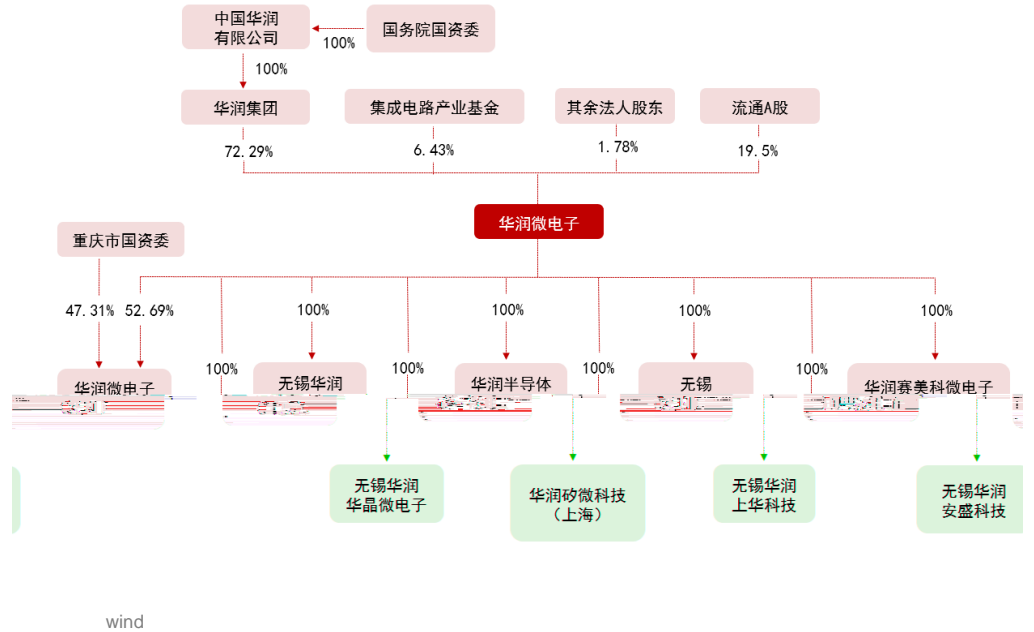 中国华润
有限公司
国务院国资委
100%
100%
华润集团
集成电路产业基金
其余法人股东
流通A股
72.29%
6.43%
1.78%
19.5%
华润微电子
重庆市国资委
47.31%
52.69%
100%
100%
100%
100%
100%
100%
100%
100%
华润微电子
无锡华润
华润半导体
无锡
华润赛美科微电子
无锡华润
华晶微电子
华润矽微科技
（上海）
无锡华润
上华科技
无锡华润
安盛科技
wind